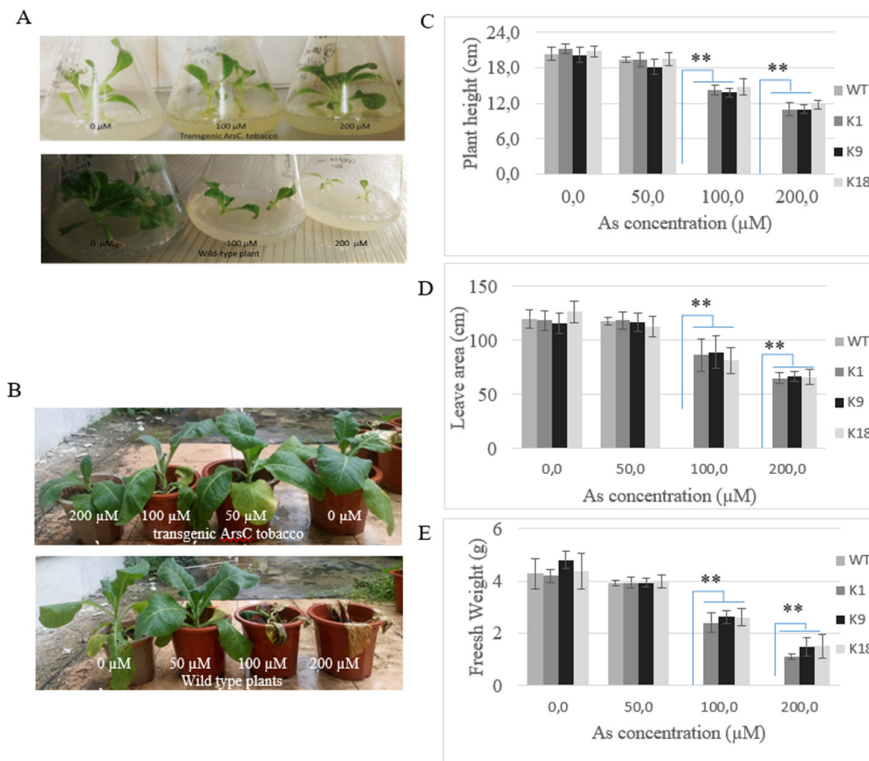 A
0 µM 100 µM 200 µM
Transgenic ArsC tobacco
0 µM 100 µM 200 µM
Wild-type plant
B
200 µM 100 µM 50 µM 0 µM
transgenic ArsC tobacco
0 µM 50 µM 100 µM 200 µM
Wild type plants
C
Plant height (cm)
24,0
18,0
12,0
6,0
0,0
** **
0,0 50,0 100,0 200,0
As concentration (µM)
WT
K1
K9
K18
D
Leave area (cm)
150
100
50
0
** **
0,0 50,0 100,0 200,0
As concentration (µM)
WT
K1
K9
K18
E
Freesh Weight (g)
6
4
2
0
** **
0,0 50,0 100,0 200,0
As concentration (µM)
WT
K1
K9
K18